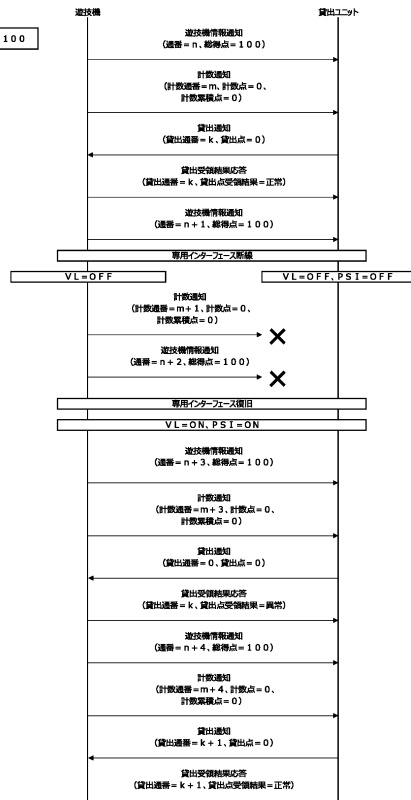 遊技機
貸出ユニット
100
遊技機情報通知
(通番=n、総得点=100)
計数通知
(計数通番=m、計数点=0、
計数累積点=0)
貸出通知
(貸出通番=k、貸出点=0)
貸出受領結果応答
(貸出通番=k、貸出点受領結果=正常)
遊技機情報通知
(通番=n+1、総得点=100)
専用インターフェース断線
VL=OFF
VL=OFF、PSI=OFF
計数通知
(計数通番=m+1、計数点=0、
計数累積点=0)
遊技機情報通知
(通番=n+2、総得点=100)
専用インターフェース復旧
VL=ON、PSI=ON
遊技機情報通知
(通番=n+3、総得点=100)
計数通知
(計数通番=m+3、計数点=0、
計数累積点=0)
貸出通知
(貸出通番=0、貸出点=0)
貸出受領結果応答
(貸出通番=k、貸出点受領結果=異常)
遊技機情報通知
(通番=n+4、総得点=100)
計数通知
(計数通番=m+4、計数点=0、
計数累積点=0)
貸出通知
(貸出通番=k+1、貸出点=0)
貸出受領結果応答
(貸出通番=k+1、貸出点受領結果=正常)